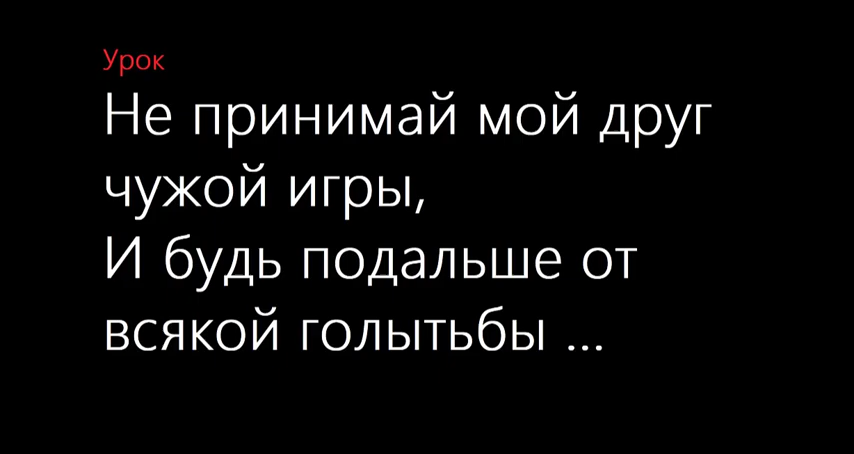 Урок
Не принимай мой друг
чужой игры,
И будь подальше от
всякой голытьбы ...